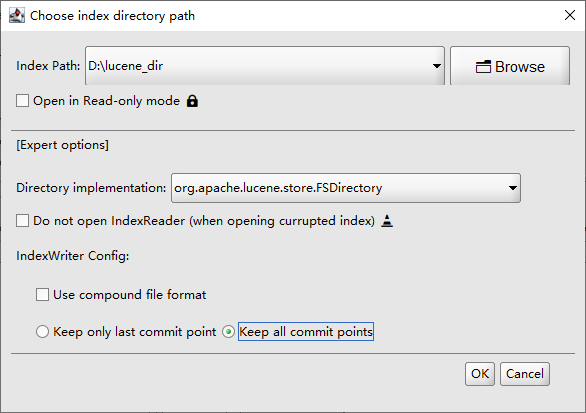 Choose index directory path
Index Path: D:\lucene_dir Browse
Open in Read-only mode
[Expert options]
Directory implementation: org.apache.lucene.store.FSDirectory
Do not open IndexReader (when opening currupted index)
IndexWriter Config:
Use compound file format
Keep only last commit point Keep all commit points
OK Cancel